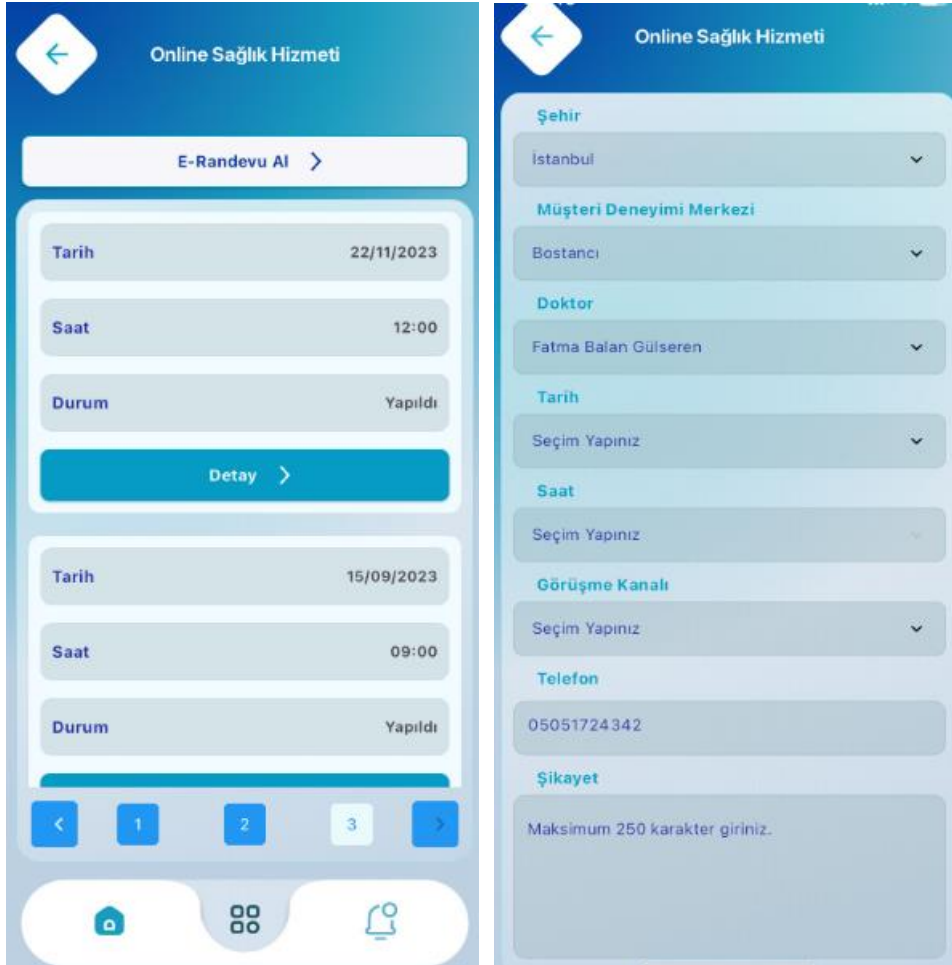 Online Sağlık Hizmeti
E-Randevu Al
Tarih 22/11/2023
Saat 12:00
Durum Yapıldı
Detay
Tarih 15/09/2023
Saat 09:00
Durum Yapıldı
1 2 3
Online Sağlık Hizmeti
Şehir
İstanbul
Müşteri Deneyimi Merkezi
Bostancı
Doktor
Fatma Balan Gülseren
Tarih
Seçim Yapınız
Saat
Seçim Yapınız
Görüşme Kanalı
Seçim Yapınız
Telefon
05051724342
Şikayet
Maksimum 250 karakter giriniz.